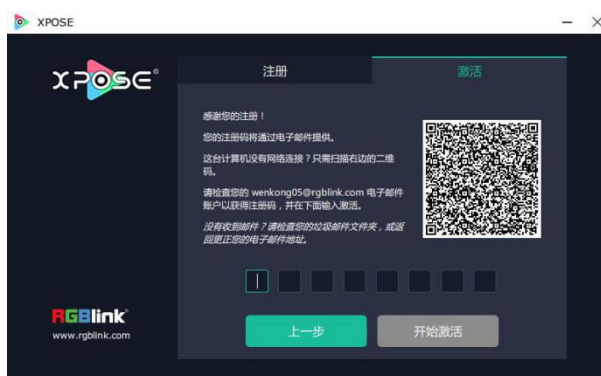 XPOSE
XPOSE®
注册
激活
感谢您的注册！
您的注册码将通过电子邮件提供。
这台计算机没有网络连接？只需扫描右边的二维
码。
请检查您的 wenkong05@rgblink.com 电子邮件
账户以获得注册码，并在下面输入激活。
没有收到邮件？请检查您的垃圾邮件文件夹，或返
回更正您的电子邮件地址。
上一步
开始激活
RGBlink®
www.rgblink.com